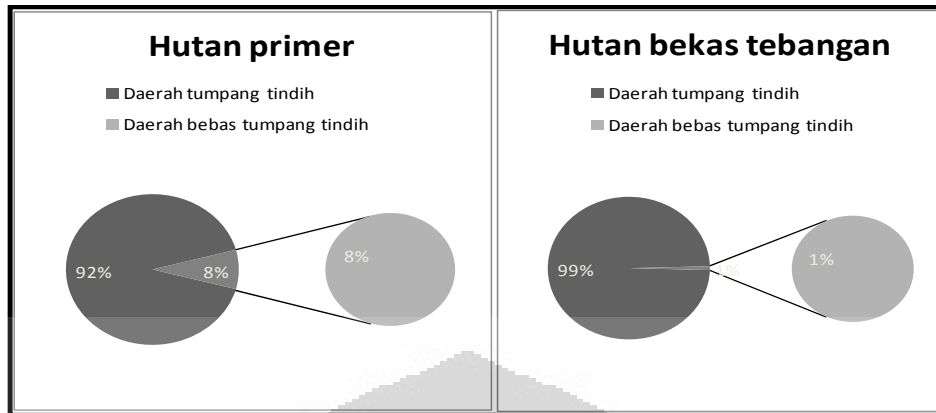 Hutan primer
Daerah tumpang tindih
Daerah bebas tumpang tindih
92%
8%
8%
Hutan bekas tebangan
Daerah tumpang tindih
Daerah bebas tumpang tindih
99%
1%
1%